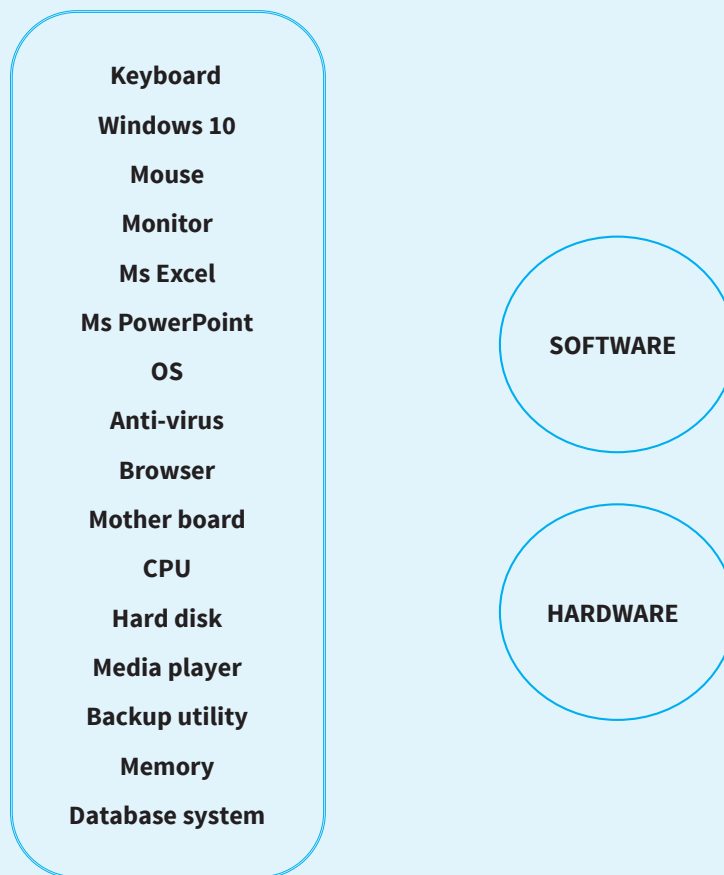 Keyboard
Windows 10
Mouse
Monitor
Ms Excel
Ms PowerPoint
OS
Anti-virus
Browser
Mother board
CPU
Hard disk
Media player
Backup utility
Memory
Database system
SOFTWARE
HARDWARE